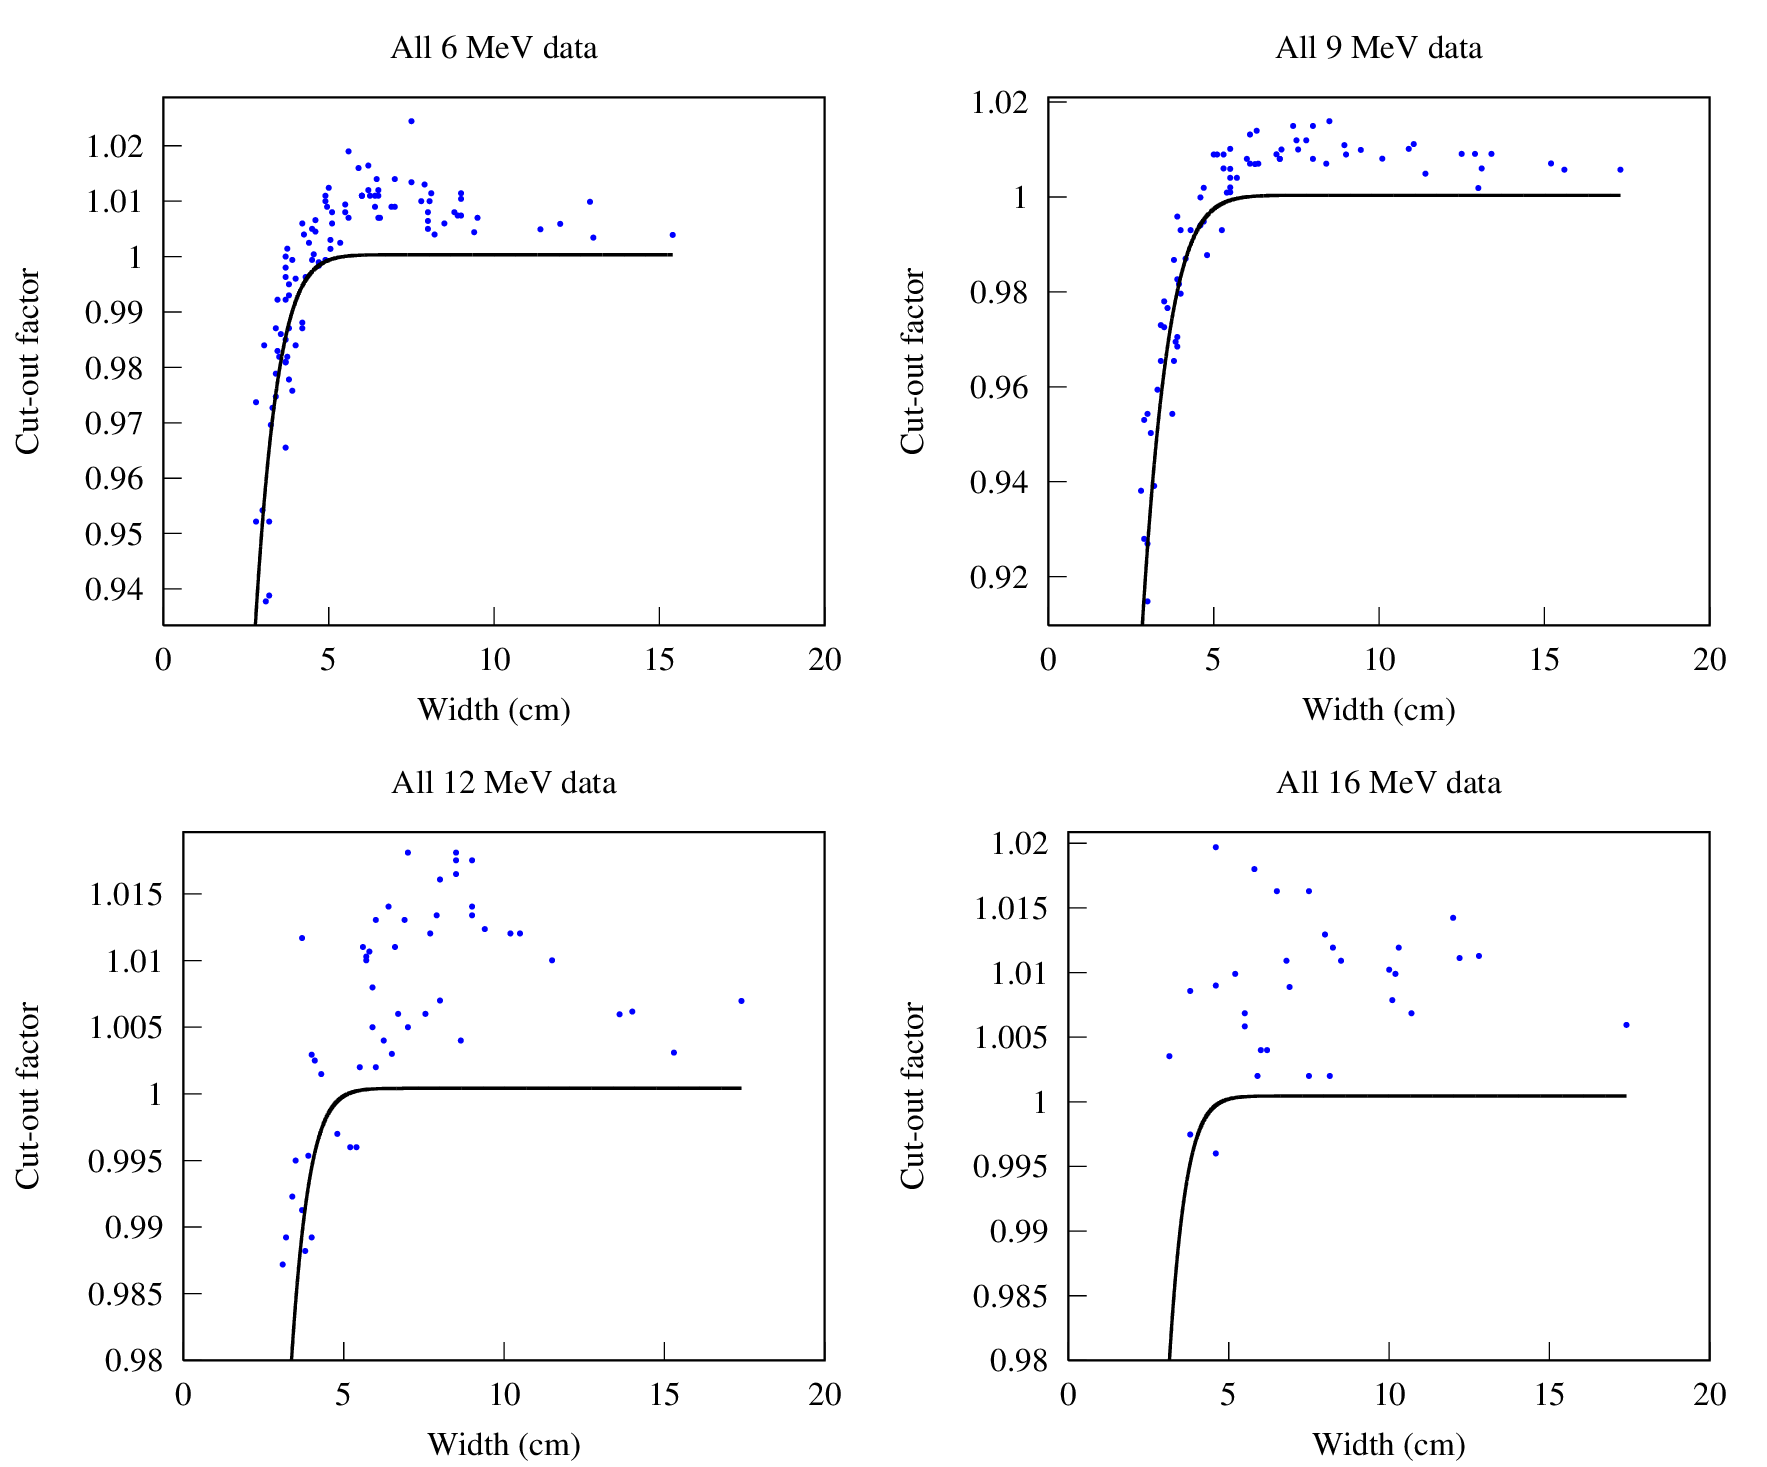 All 6 MeV data
1.02
1.01
1
0.99
0.98
0.97
0.96
0.95
0.94
Cut-out factor
0 5 10 15 20
Width (cm)
All 9 MeV data
1.02
1
0.98
0.96
0.94
0.92
Cut-out factor
0 5 10 15 20
Width (cm)
All 12 MeV data
1.015
1.01
1.005
1
0.995
0.99
0.985
0.98
Cut-out factor
0 5 10 15 20
Width (cm)
All 16 MeV data
1.02
1.015
1.01
1.005
1
0.995
0.99
0.985
0.98
Cut-out factor
0 5 10 15 20
Width (cm)